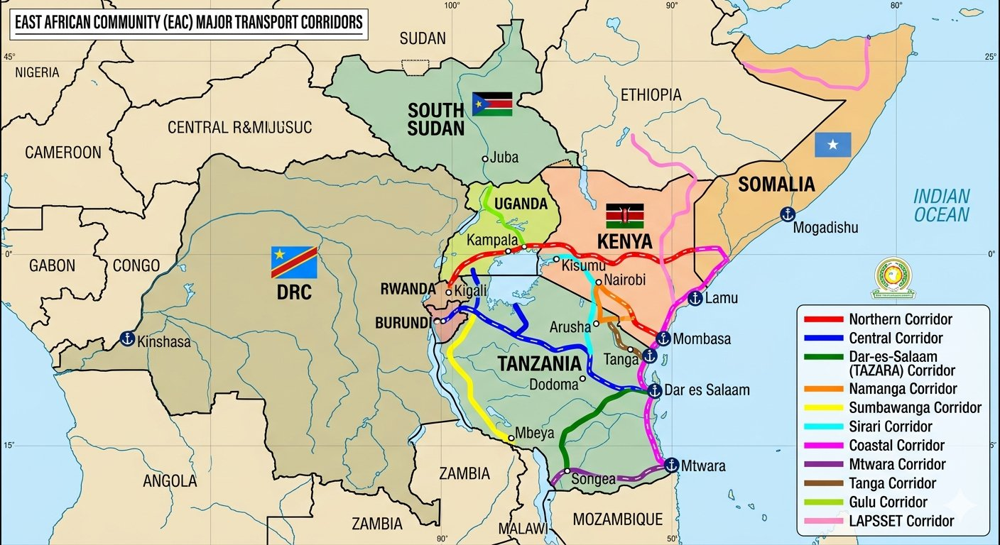 EAST AFRICAN COMMUNITY (EAC) MAJOR TRANSPORT CORRIDORS
100°
90°
80°
45°
25°
NIGERIA
SUDAN
ETHIOPIA
CAMEROON
CENTRAL R&MIJUSUC
SOUTH
SUDAN
Juba
SOMALIA
INDIAN
OCEAN
Mogadishu
UGANDA
KENYA
Kampala
0°
0°
GABON
CONGO
DRC
Kisumu
Nairobi
RWANDA
Kigali
Lamu
BURUNDI
Arusha
Kinshasa
Mombasa
Tanga
TANZANIA
Dodoma
Dar es Salaam
Mbeya
15°
5°
Mtwara
Songea
ANGOLA
ZAMBIA
ZAMBIA
MALAWI
MOZAMBIQUE
80°
50°
Northern Corridor
Central Corridor
Dar-es-Salaam
(TAZARA) Corridor
Namanga Corridor
Sumbawanga Corridor
Sirari Corridor
Coastal Corridor
Mtwara Corridor
Tanga Corridor
Gulu Corridor
LAPSSET Corridor